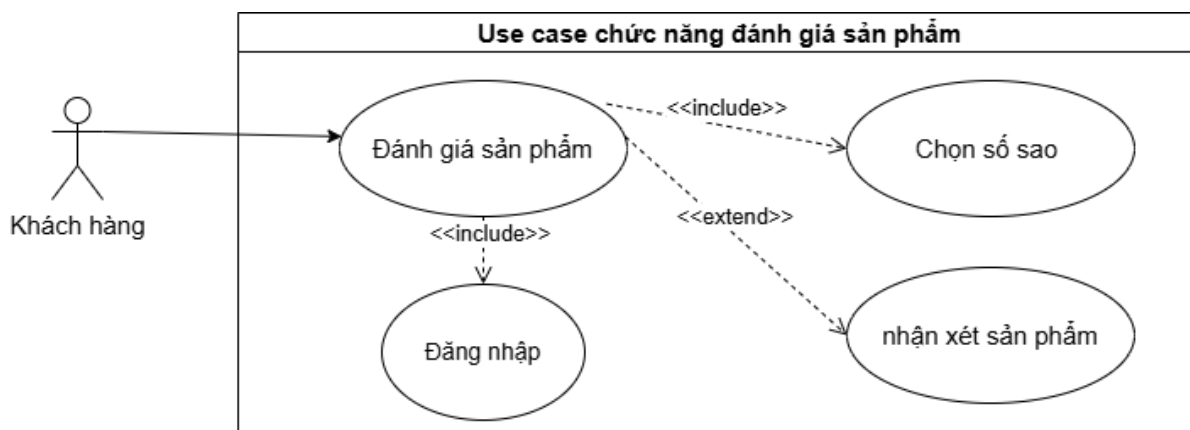 Use case chức năng đánh giá sản phẩm
<<include>>
Đánh giá sản phẩm
Chọn số sao
Khách hàng
<<extend>>
<<include>>
Đăng nhập
nhận xét sản phẩm